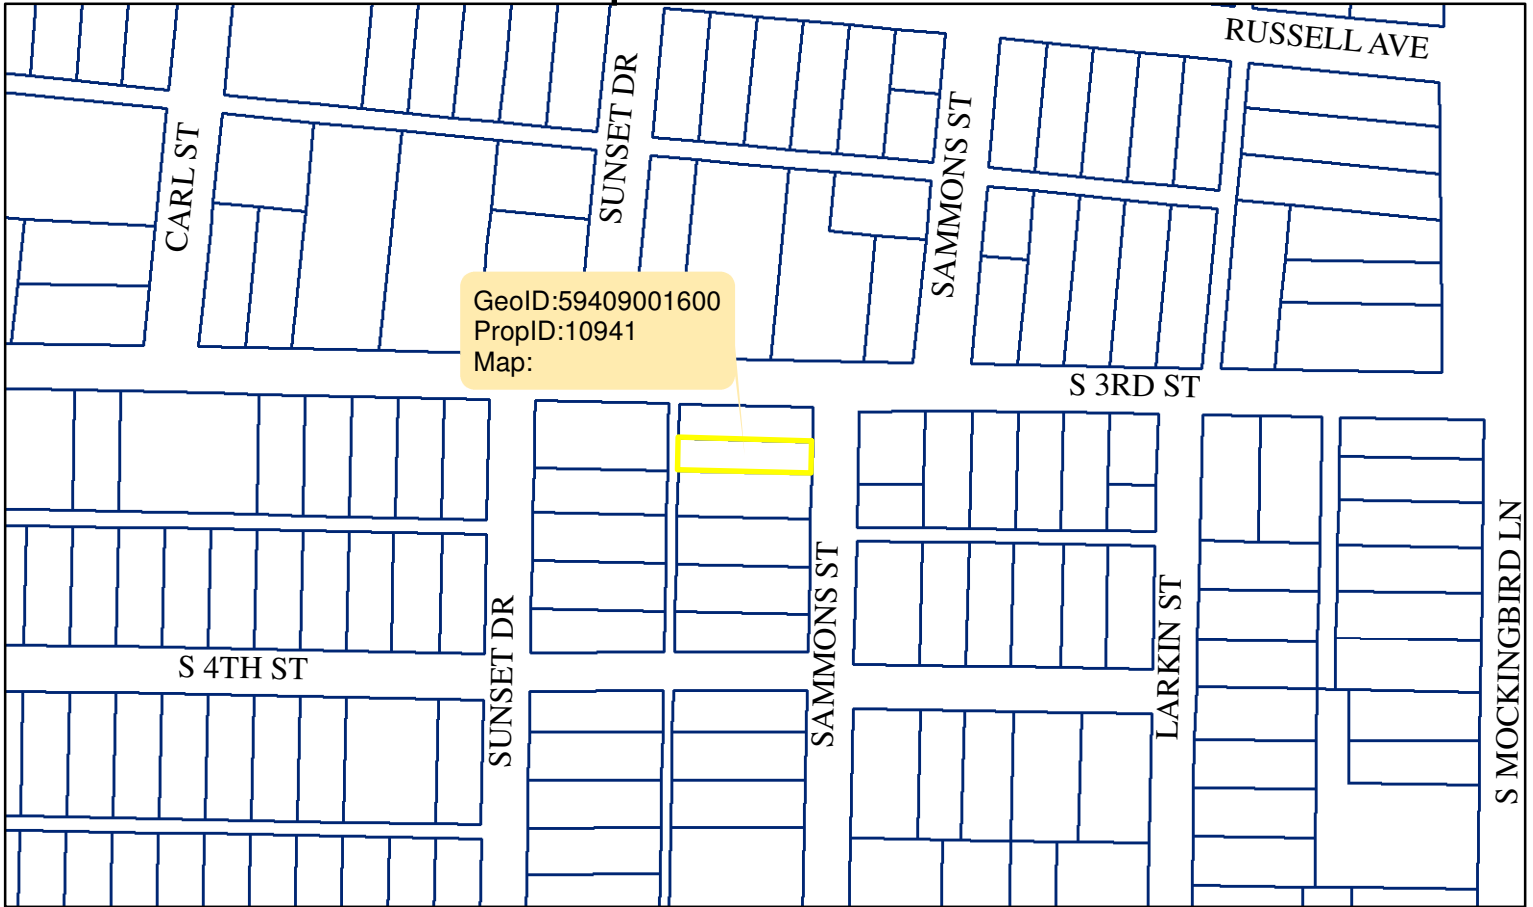 RUSSELL AVE
SUNSET DR
SAMMONS ST
CARL ST
GeoID:59409001600
PropID:10941
Map:
S 3RD ST
S MOCKINGBIRD LN
SAMMONS ST
LARKIN ST
SUNSET DR
S 4TH ST